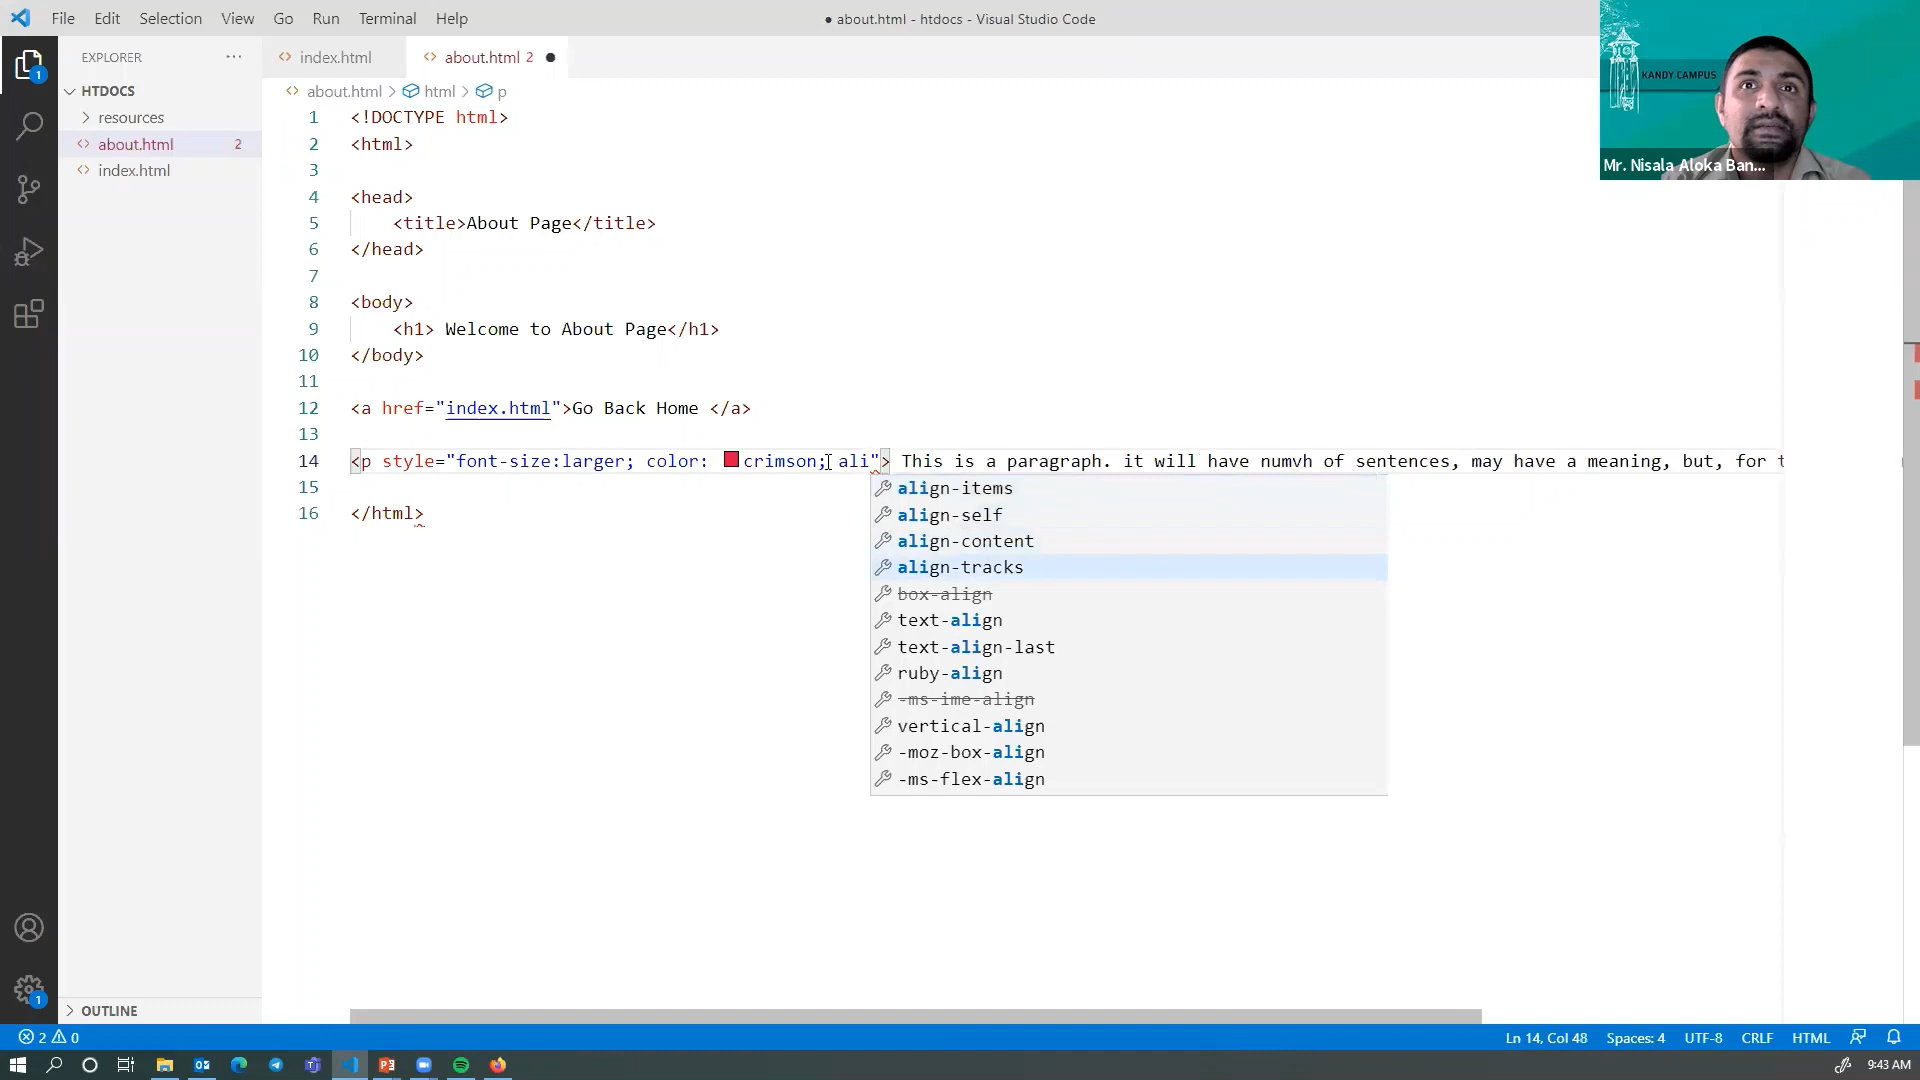 File Edit Selection View Go Run Terminal Help
● about.html - htdocs - Visual Studio Code
KANDY CAMPUS
Mr. Nisala Aloka Ban...
EXPLORER ···
HTDOCS
resources
about.html 2
index.html
OUTLINE
index.html
about.html 2 ●
about.html > html > p
1 <!DOCTYPE html>
2 <html>
3
4 <head>
5 <title>About Page</title>
6 </head>
7
8 <body>
9 <h1> Welcome to About Page</h1>
10 </body>
11
12 <a href="index.html">Go Back Home </a>
13
14 <p style="font-size:larger; color: crimson; ali"> This is a paragraph. it will have numvh of sentences, may have a meaning, but, for t
15
16 </html>
align-items
align-self
align-content
align-tracks
box-align
text-align
text-align-last
ruby-align
-ms-ime-align
vertical-align
-moz-box-align
-ms-flex-align
1
1
2 0
Ln 14, Col 48 Spaces: 4 UTF-8 CRLF HTML
9:43 AM